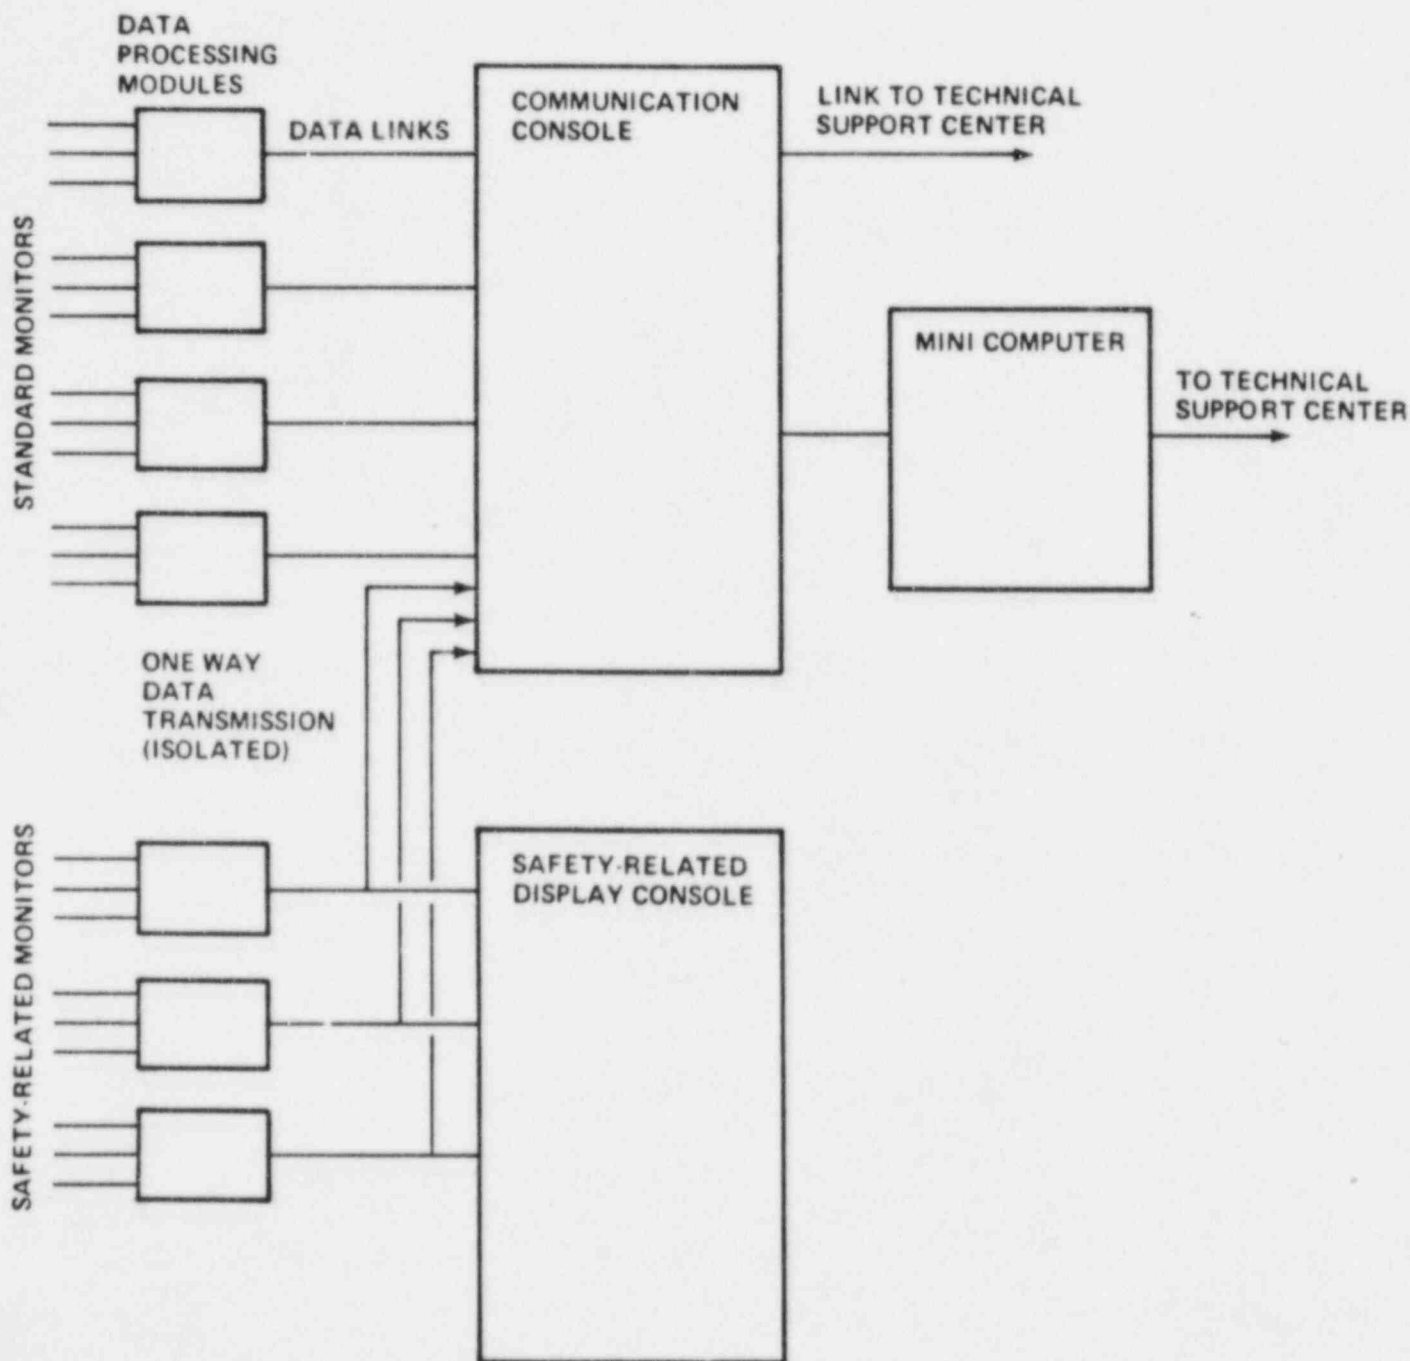 DATA
PROCESSING
MODULES
DATA LINKS
COMMUNICATION
CONSOLE
LINK TO TECHNICAL
SUPPORT CENTER
STANDARD MONITORS
MINI COMPUTER
TO TECHNICAL
SUPPORT CENTER
ONE WAY
DATA
TRANSMISSION
(ISOLATED)
SAFETY-RELATED MONITORS
SAFETY-RELATED
DISPLAY CONSOLE